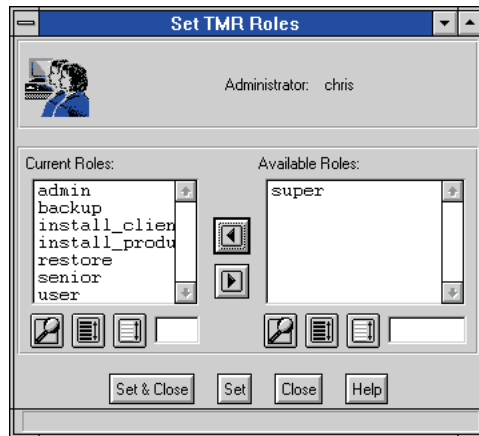 Set TMR Roles
Administrator: chris
Current Roles:
Available Roles:
admin
backup
install_clien
install_produ
restore
senior
user
super
Set & Close
Set
Close
Help